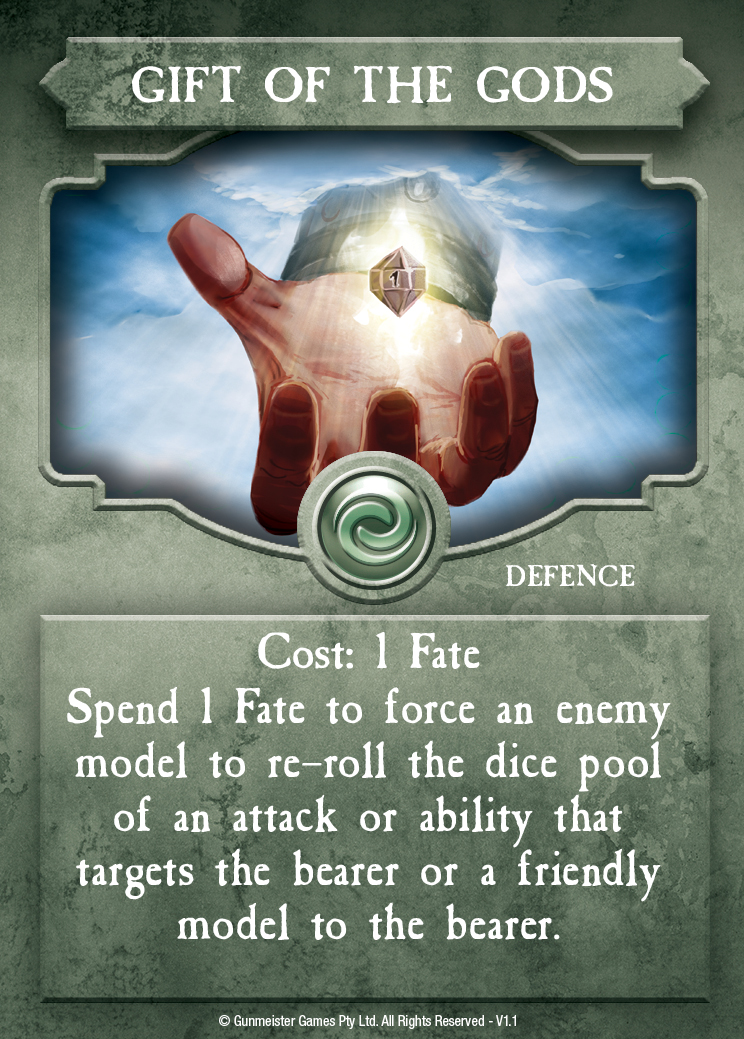 GIFT OF THE GODS
1
DEFENCE
Cost: 1 Fate
Spend 1 Fate to force an enemy
model to re-roll the dice pool
of an attack or ability that
targets the bearer or a friendly
model to the bearer.
© Gunmeister Games Pty Ltd. All Rights Reserved - V1.1